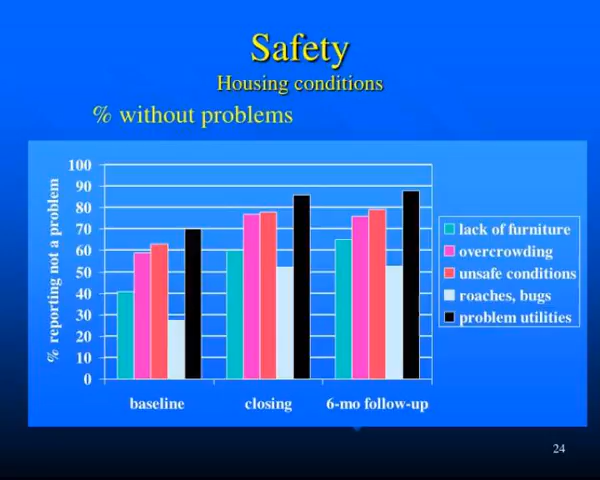 Safety
Housing conditions
% without problems
% reporting not a problem
100
90
80
70
60
50
40
30
20
10
0
baseline closing 6-mo follow-up
lack of furniture
overcrowding
unsafe conditions
roaches, bugs
problem utilities
24